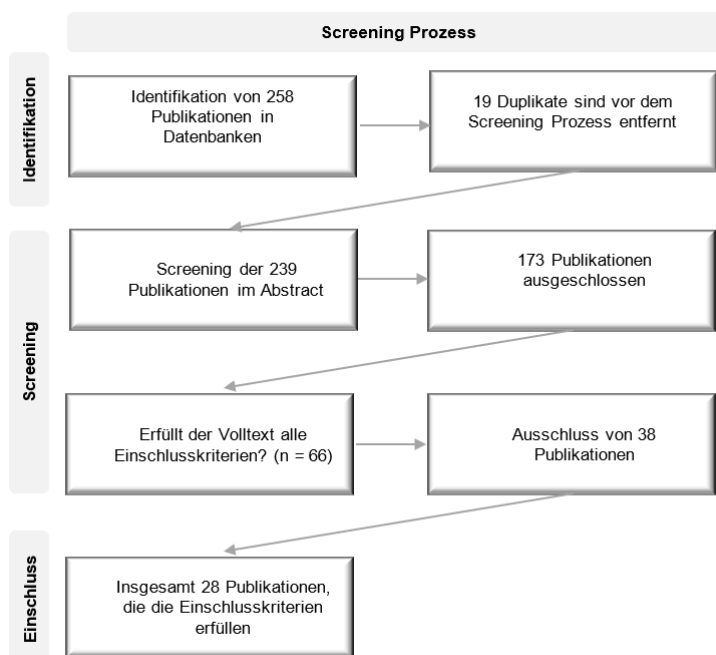 Screening Prozess
Identifikation
Identifikation von 258
Publikationen in
Datenbanken
19 Duplikate sind vor dem
Screening Prozess entfernt
Screening
Screening der 239
Publikationen im Abstract
173 Publikationen
ausgeschlossen
Erfüllt der Volltext alle
Einschlusskriterien? (n = 66)
Ausschluss von 38
Publikationen
Einschluss
Insgesamt 28 Publikationen,
die die Einschlusskriterien
erfüllen